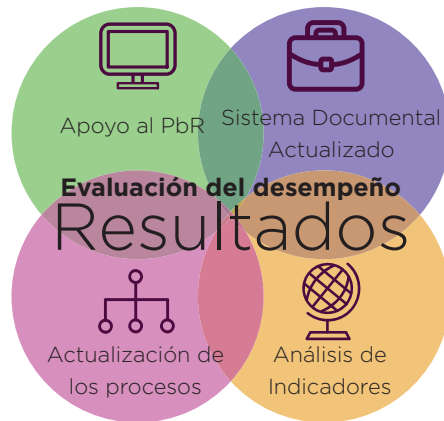 Apoyo al PbR
Sistema Documental
Actualizado
Evaluación del desempeño
Resultados
Actualización de
los procesos
Análisis de
Indicadores